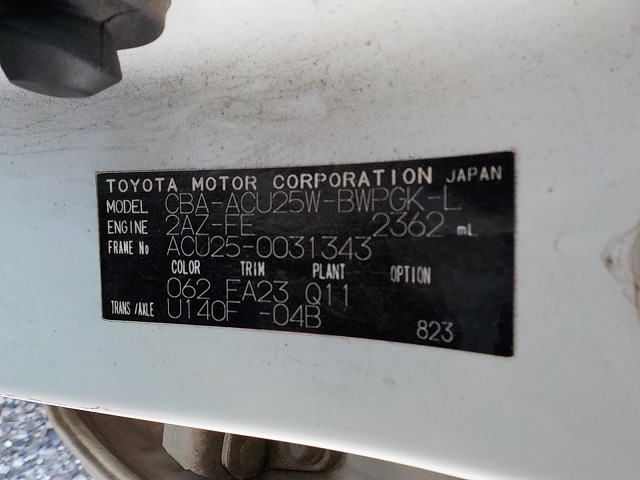 TOYOTA MOTOR CORPORATION JAPAN
MODEL CBA-ACU25W-BWPGK-L
ENGINE 2AZ-FE 2362 mL
FRAME No ACU25-0031343
COLOR TRIM PLANT OPTION
062 FA23 Q11
TRANS/AXLE U140F -04B
823